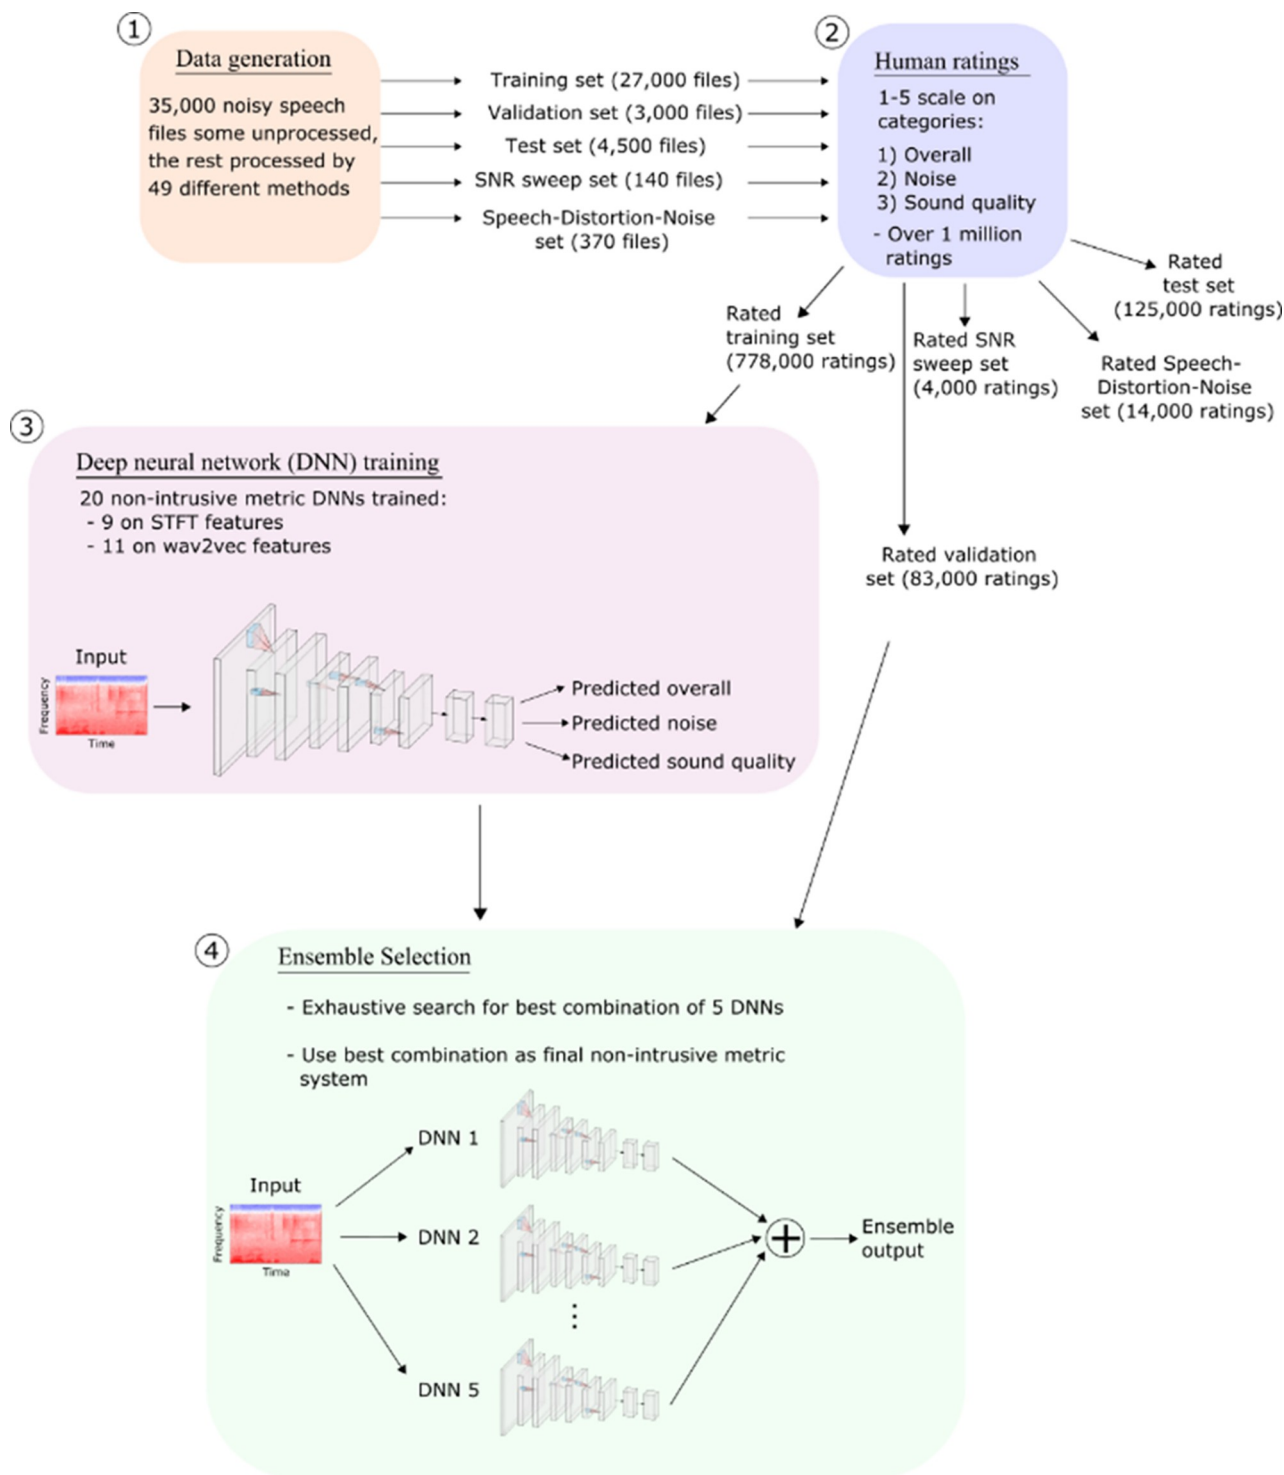 1
Data generation
35,000 noisy speech
files some unprocessed,
the rest processed by
49 different methods
Training set (27,000 files)
Validation set (3,000 files)
Test set (4,500 files)
SNR sweep set (140 files)
Speech-Distortion-Noise
set (370 files)
2
Human ratings
1-5 scale on
categories:
1) Overall
2) Noise
3) Sound quality
- Over 1 million
ratings
Rated
test set
(125,000 ratings)
Rated
training set
(778,000 ratings)
Rated SNR
sweep set
(4,000 ratings)
Rated Speech-
Distortion-Noise
set (14,000 ratings)
Rated validation
set (83,000 ratings)
3
Deep neural network (DNN) training
20 non-intrusive metric DNNs trained:
- 9 on STFT features
- 11 on wav2vec features
Input
Frequency
Time
Predicted overall
Predicted noise
Predicted sound quality
4
Ensemble Selection
- Exhaustive search for best combination of 5 DNNs
- Use best combination as final non-intrusive metric
system
Input
Frequency
Time
DNN 1
DNN 2
⋮
DNN 5
+
Ensemble
output